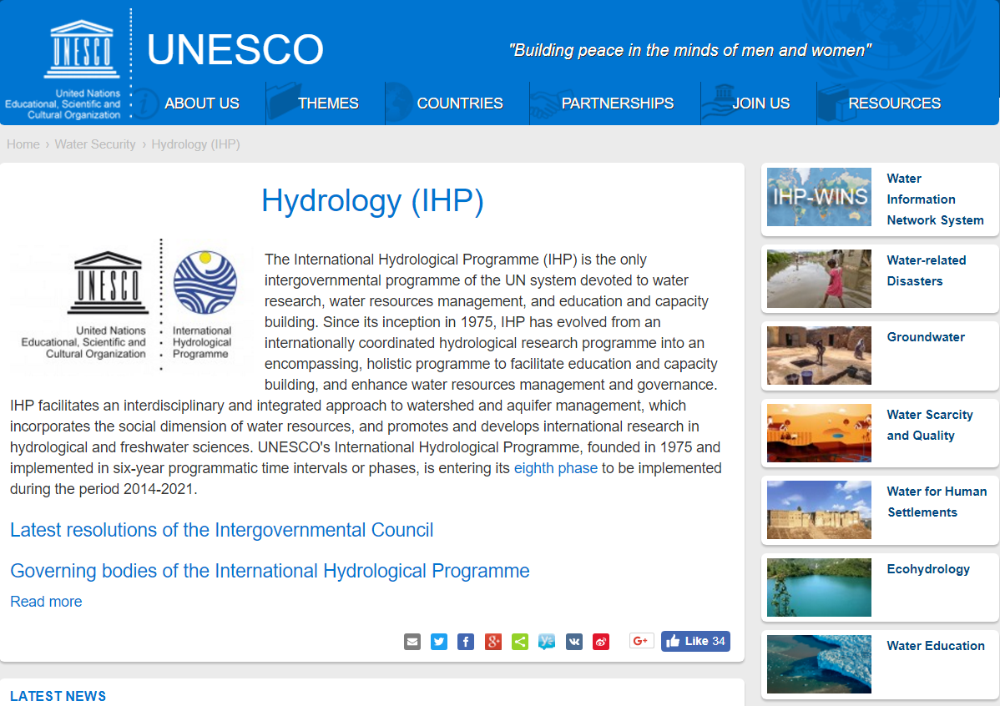 UNESCO
United Nations
Educational, Scientific and
Cultural Organization
UNESCO
"Building peace in the minds of men and women"
ABOUT US THEMES COUNTRIES PARTNERSHIPS JOIN US RESOURCES
Home › Water Security › Hydrology (IHP)
Hydrology (IHP)
UNESCO
United Nations
Educational, Scientific and
Cultural Organization
International
Hydrological
Programme
The International Hydrological Programme (IHP) is the only
intergovernmental programme of the UN system devoted to water
research, water resources management, and education and capacity
building. Since its inception in 1975, IHP has evolved from an
internationally coordinated hydrological research programme into an
encompassing, holistic programme to facilitate education and capacity
building, and enhance water resources management and governance.
IHP facilitates an interdisciplinary and integrated approach to watershed and aquifer management, which
incorporates the social dimension of water resources, and promotes and develops international research in
hydrological and freshwater sciences. UNESCO's International Hydrological Programme, founded in 1975 and
implemented in six-year programmatic time intervals or phases, is entering its eighth phase to be implemented
during the period 2014-2021.
Latest resolutions of the Intergovernmental Council
Governing bodies of the International Hydrological Programme
Read more
G+ Like 34
LATEST NEWS
IHP-WINS
Water
Information
Network System
Water-related
Disasters
Groundwater
Water Scarcity
and Quality
Water for Human
Settlements
Ecohydrology
Water Education